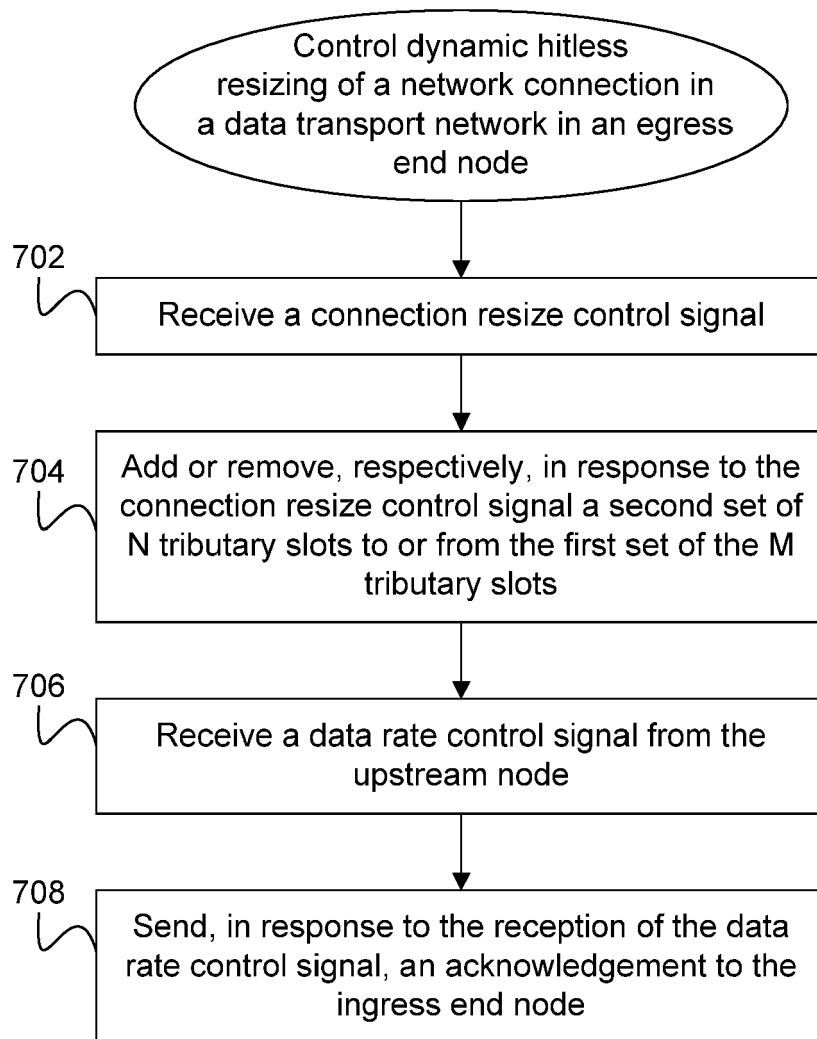 Control dynamic hitless
resizing of a network connection in
a data transport network in an egress
end node
702
Receive a connection resize control signal
704
Add or remove, respectively, in response to the
connection resize control signal a second set of
N tributary slots to or from the first set of the M
tributary slots
706
Receive a data rate control signal from the
upstream node
708
Send, in response to the reception of the data
rate control signal, an acknowledgement to the
ingress end node